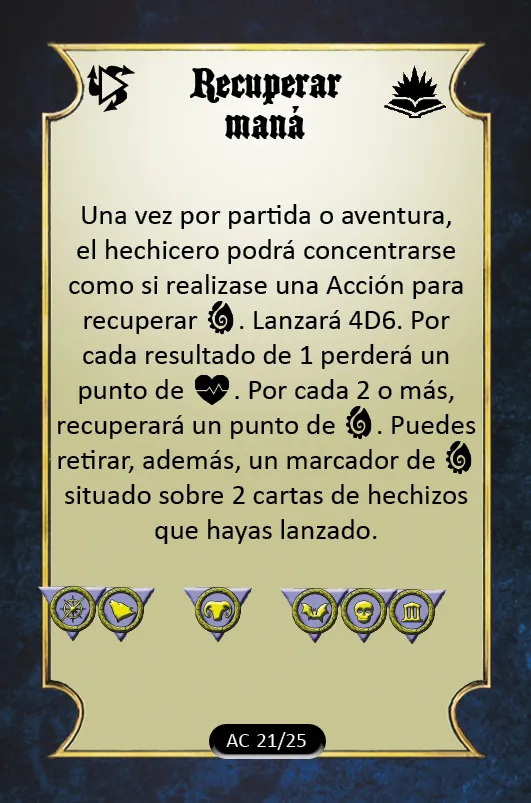 Recuperar
maná
Una vez por partida o aventura,
el hechicero podrá concentrarse
como si realizase una Acción para
recuperar . Lanzará 4D6. Por
cada resultado de 1 perderá un
punto de . Por cada 2 o más,
recuperará un punto de . Puedes
retirar, además, un marcador de
situado sobre 2 cartas de hechizos
que hayas lanzado.
AC 21/25